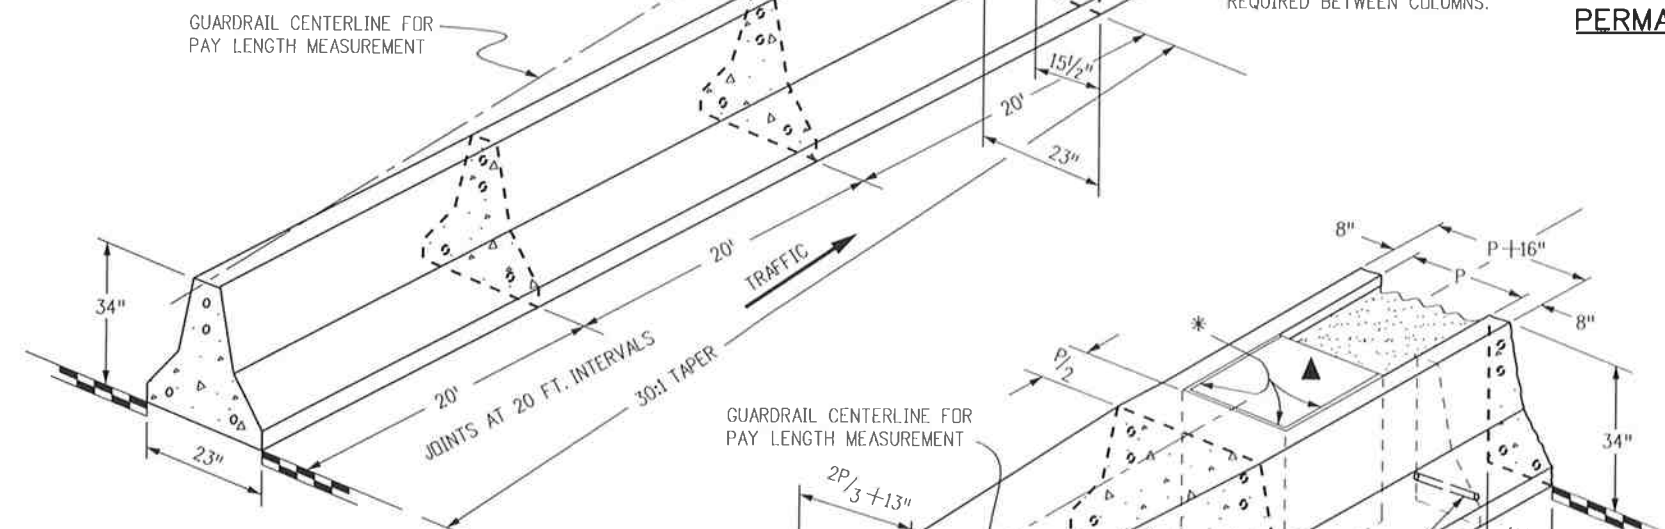 REQUIRED BETWEEN COLUMNS.
GUARDRAIL CENTERLINE FOR
PAY LENGTH MEASUREMENT
PERMA
15½"
20'
23"
20'
TRAFFIC
34"
20'
JOINTS AT 20 FT. INTERVALS
30:1 TAPER
23"
8"
P+16"
P
8"
*
P/2
34"
GUARDRAIL CENTERLINE FOR
PAY LENGTH MEASUREMENT
2P/3+13"